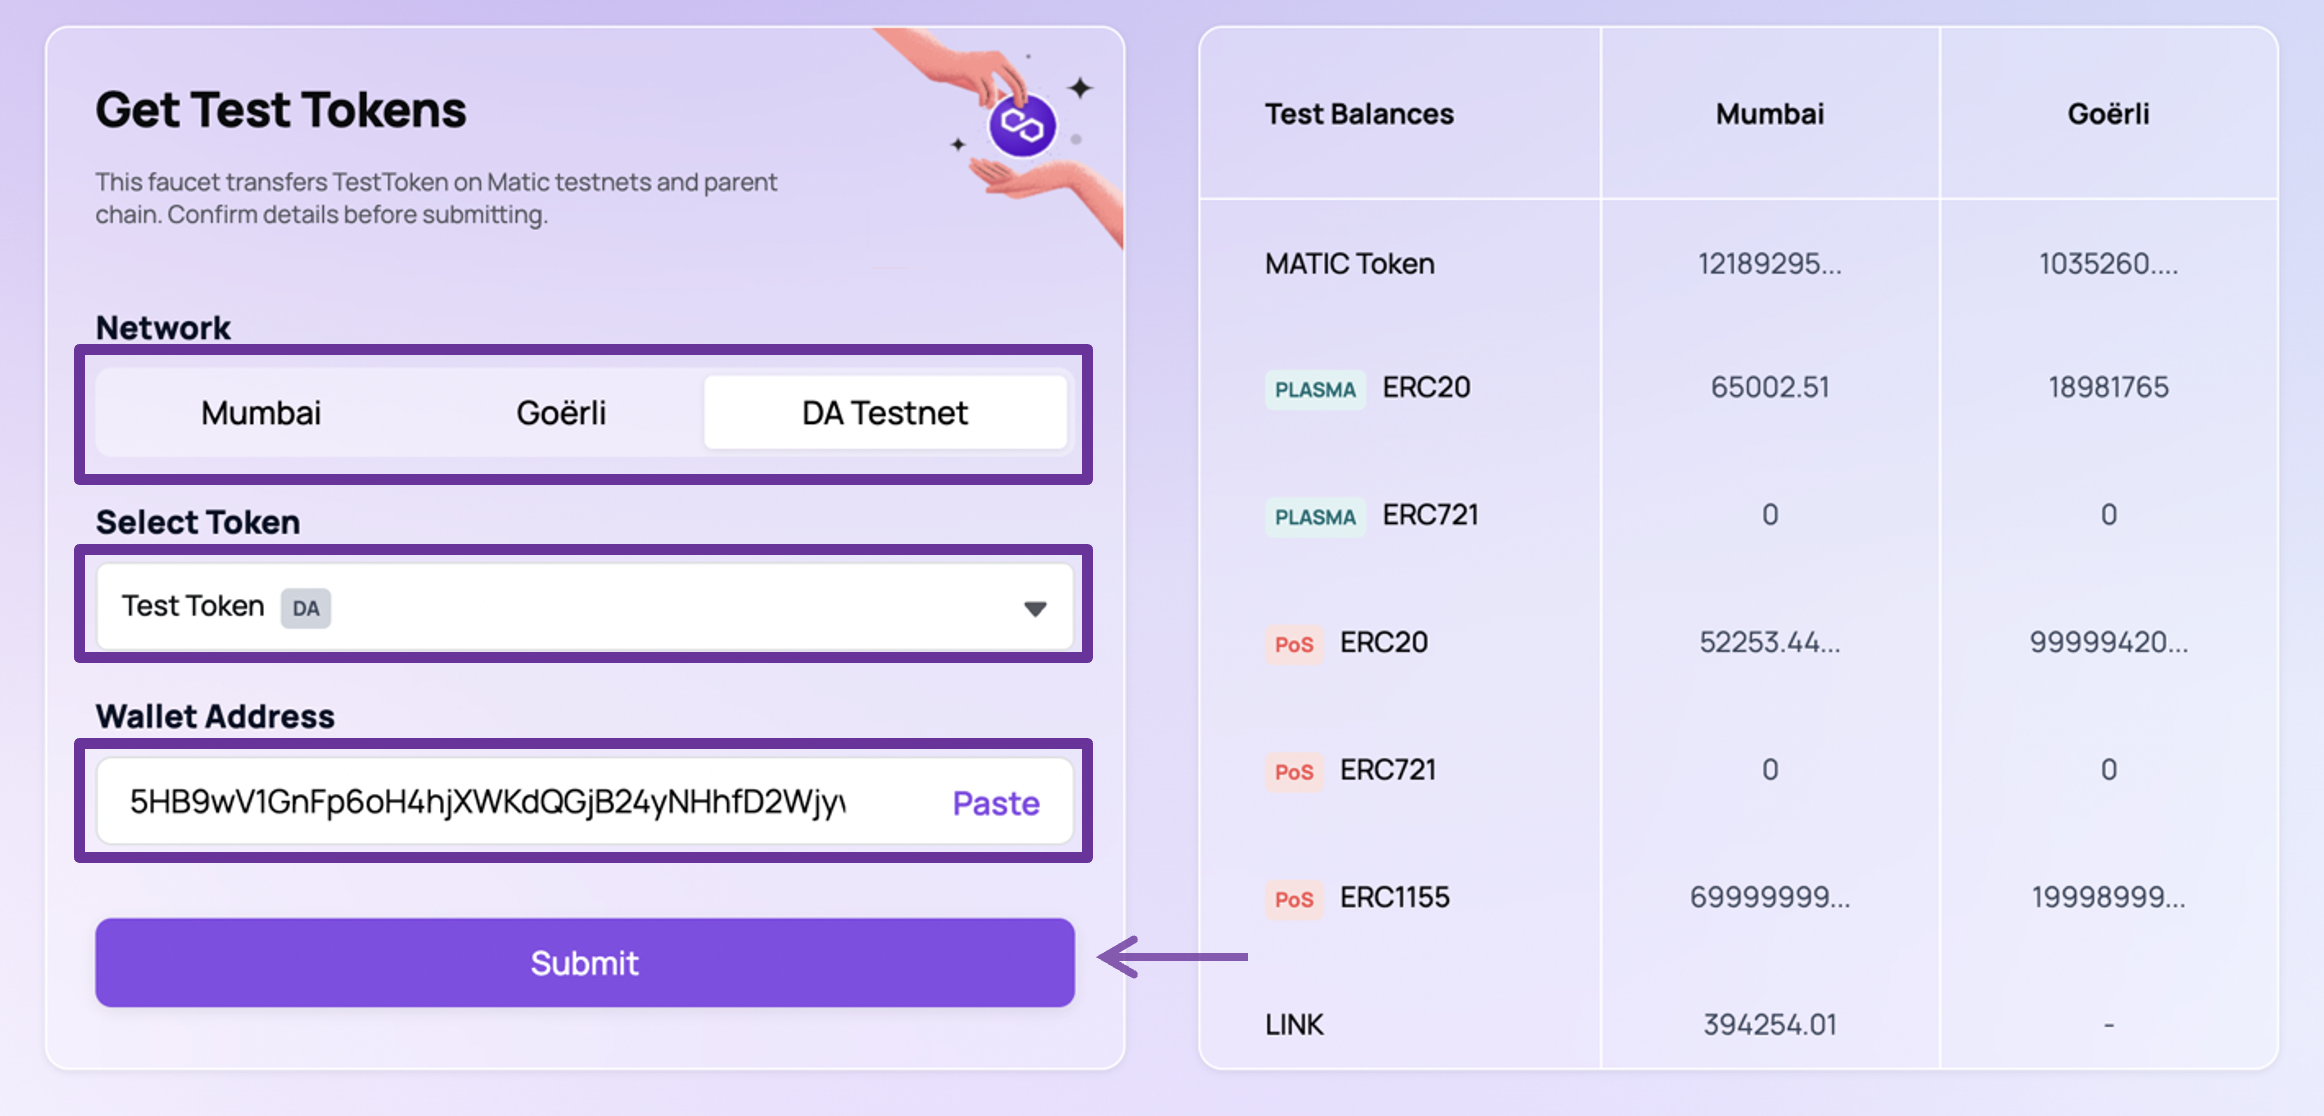 Get Test Tokens
This faucet transfers TestToken on Matic testnets and parent
chain. Confirm details before submitting.
Network
Mumbai Goërli DA Testnet
Select Token
Test Token DA
Wallet Address
5HB9wV1GnFp6oH4hjXWKdQGjB24yNHhfD2Wjy Paste
Submit
Test Balances Mumbai Goërli
MATIC Token 12189295... 1035260....
PLASMA ERC20 65002.51 18981765
PLASMA ERC721 0 0
PoS ERC20 52253.44... 99999420...
PoS ERC721 0 0
PoS ERC1155 69999999... 19998999...
LINK 394254.01 -